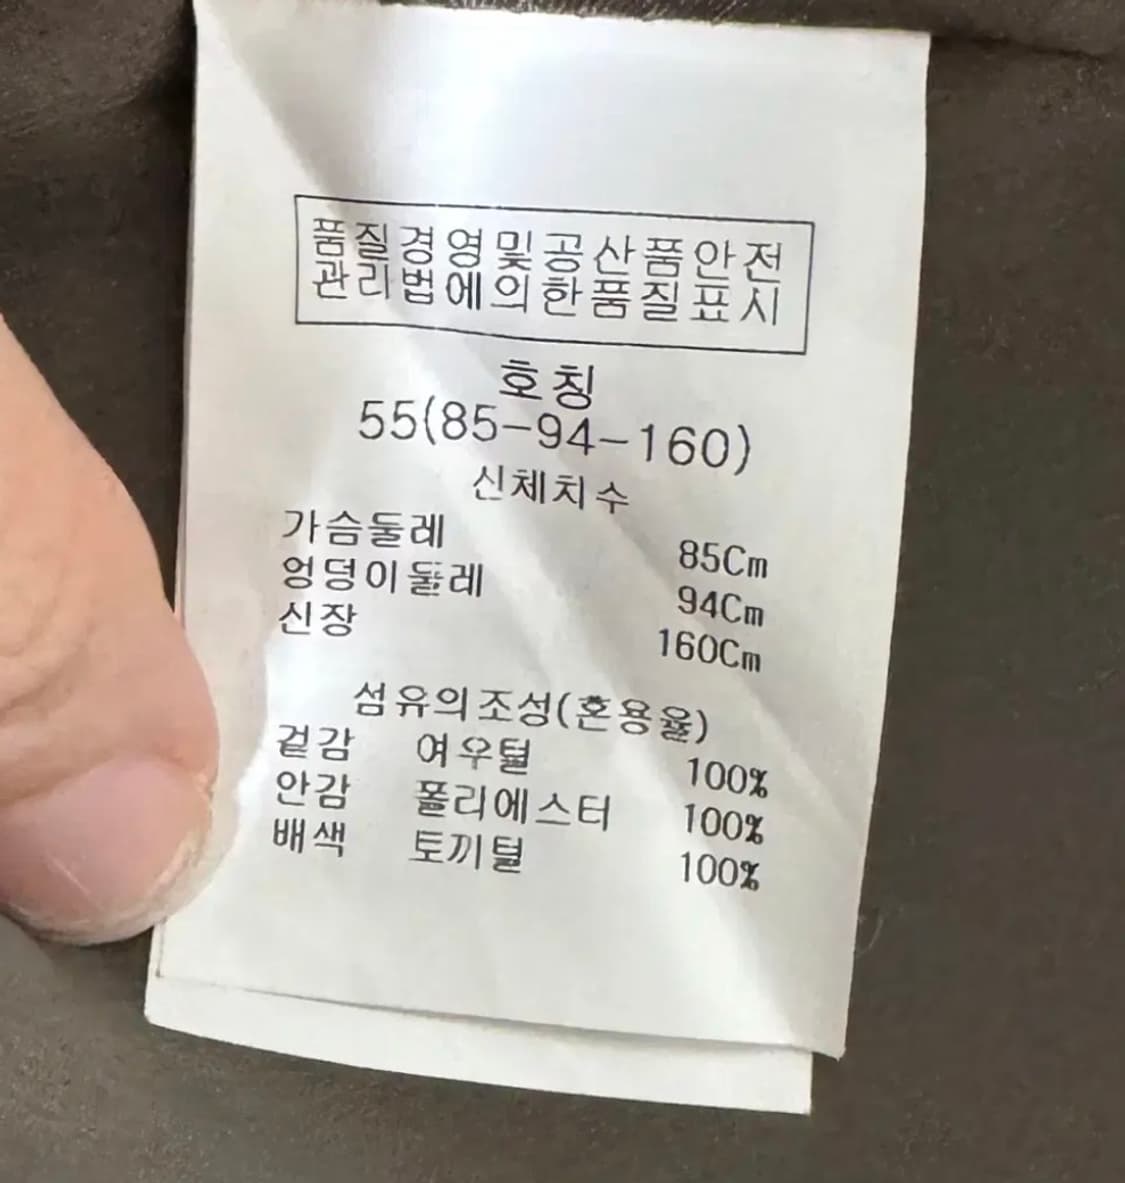 품질경영및공산품안전
관리법에의한품질표시
호칭
55(85-94-160)
신체치수
가슴둘레 85Cm
엉덩이둘레 94Cm
신장 160Cm
섬유의조성(혼용율)
겉감 여우털 100%
안감 폴리에스터 100%
배색 토끼털 100%